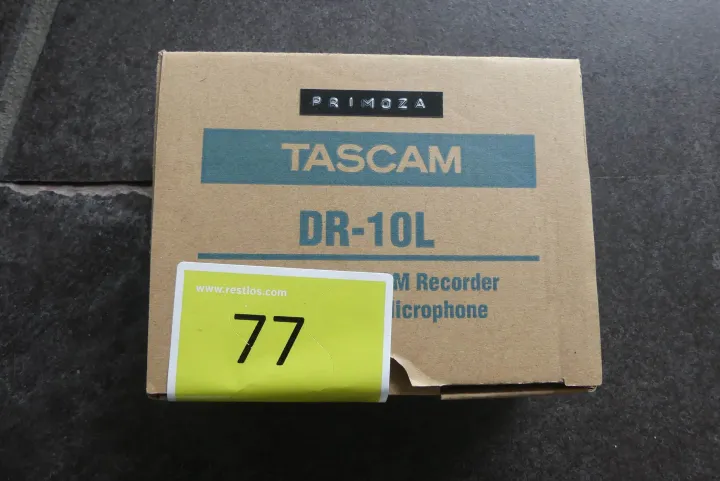 PRIMOZA
TASCAM
DR-10L
M Recorder
icrophone
www.restlos.com
77